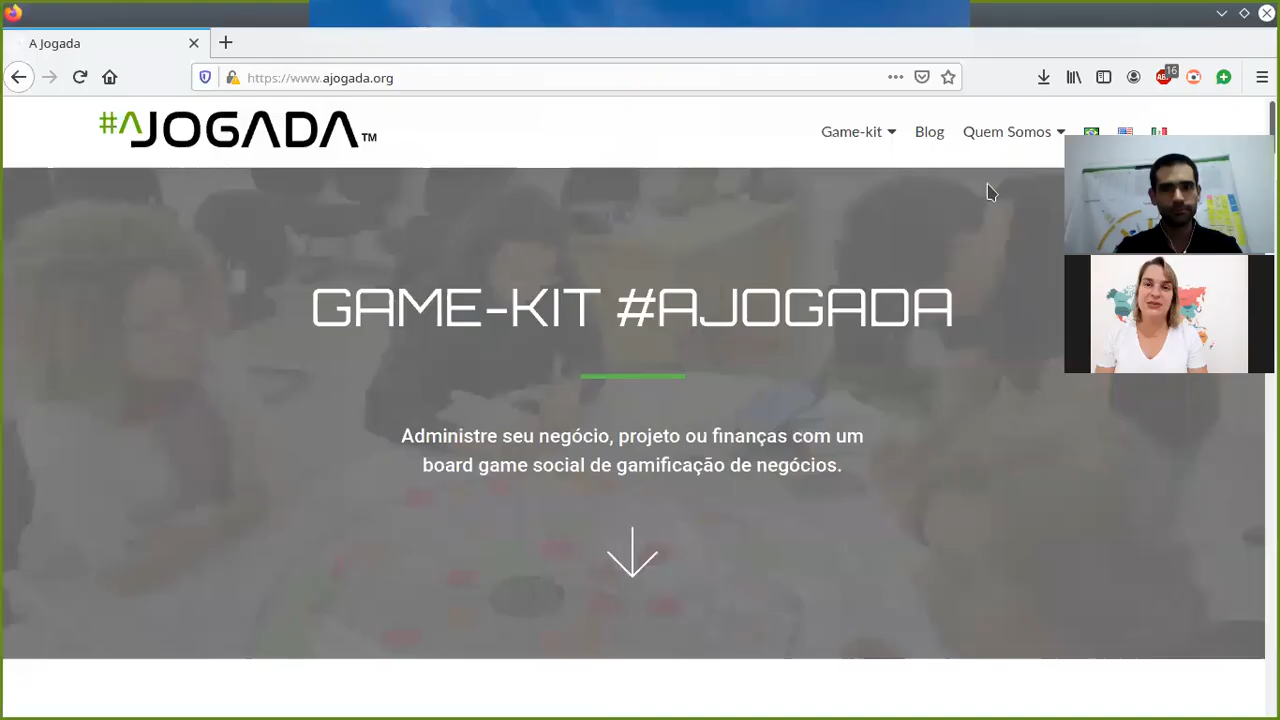 A Jogada
https://www.ajogada.org
16
#AJOGADA™
Game-kit
Blog
Quem Somos
GAME-KIT #AJOGADA
Administre seu negócio, projeto ou finanças com um
board game social de gamificação de negócios.